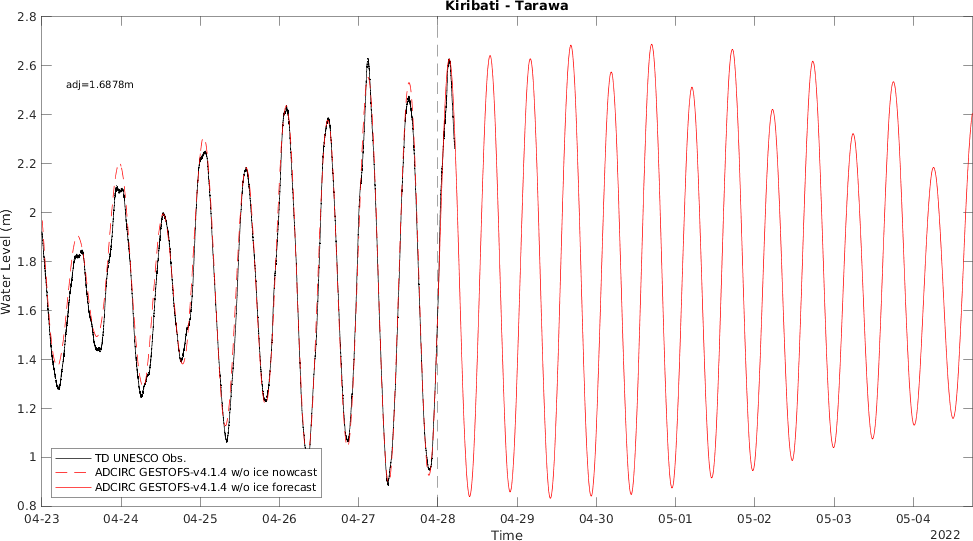 Kiribati - Tarawa
2.8
2.6
2.4
2.2
2
1.8
1.6
1.4
1.2
1
0.8
Water Level (m)
adj=1.6878m
TD UNESCO Obs.
ADCIRC GESTOFS-v4.1.4 w/o ice nowcast
ADCIRC GESTOFS-v4.1.4 w/o ice forecast
04-23 04-24 04-25 04-26 04-27 04-28 04-29 04-30 05-01 05-02 05-03 05-04
Time
2022